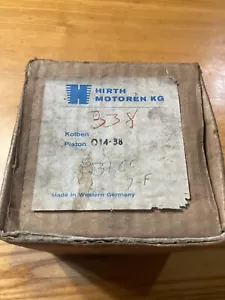 HIRTH
MOTOREN KG
338
Kolben
Piston 014-38
Made in Western Germany